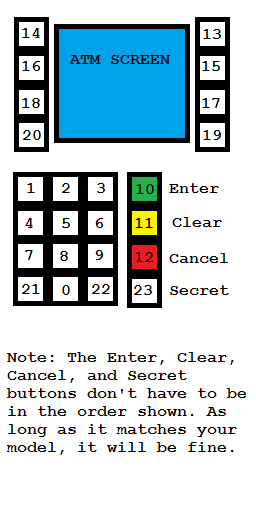 14 13
16 ATM SCREEN 15
18 17
20 19
1 2 3 10 Enter
4 5 6 11 Clear
7 8 9 12 Cancel
21 0 22 23 Secret
Note: The Enter, Clear,
Cancel, and Secret
buttons don't have to be
in the order shown. As
long as it matches your
model, it will be fine.